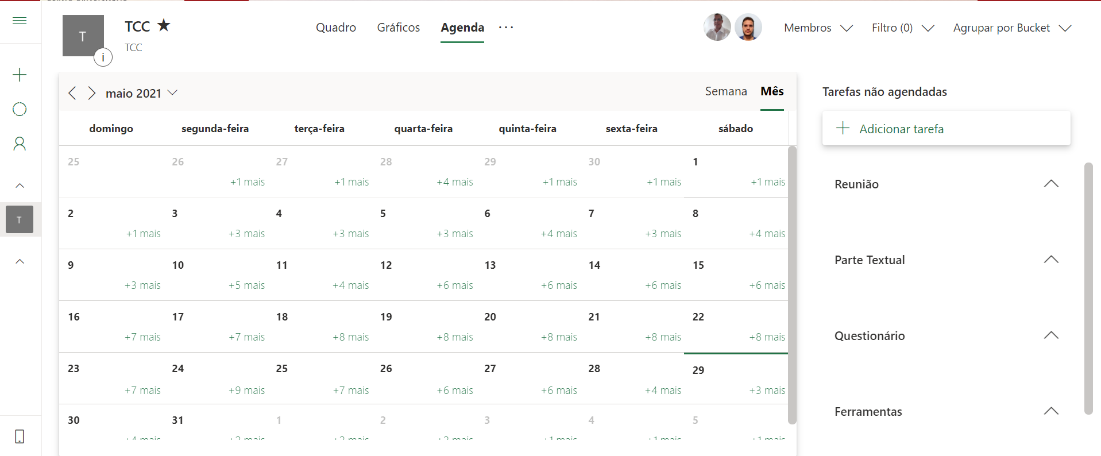 T
i
TCC ★
TCC
Quadro Gráficos Agenda ···
Membros Filtro (0) Agrupar por Bucket
maio 2021
Semana Mês
domingo segunda-feira terça-feira quarta-feira quinta-feira sexta-feira sábado
25 26 27 28 29 30 1
+1 mais +1 mais +4 mais +1 mais +1 mais +1 mais
2 3 4 5 6 7 8
+1 mais +3 mais +3 mais +3 mais +4 mais +3 mais +4 mais
9 10 11 12 13 14 15
+3 mais +5 mais +4 mais +6 mais +6 mais +6 mais +6 mais
16 17 18 19 20 21 22
+7 mais +7 mais +8 mais +8 mais +8 mais +8 mais +8 mais
23 24 25 26 27 28 29
+7 mais +9 mais +7 mais +6 mais +6 mais +4 mais +3 mais
30 31 1 2 3 4 5
Tarefas não agendadas
Adicionar tarefa
Reunião
Parte Textual
Questionário
Ferramentas
T